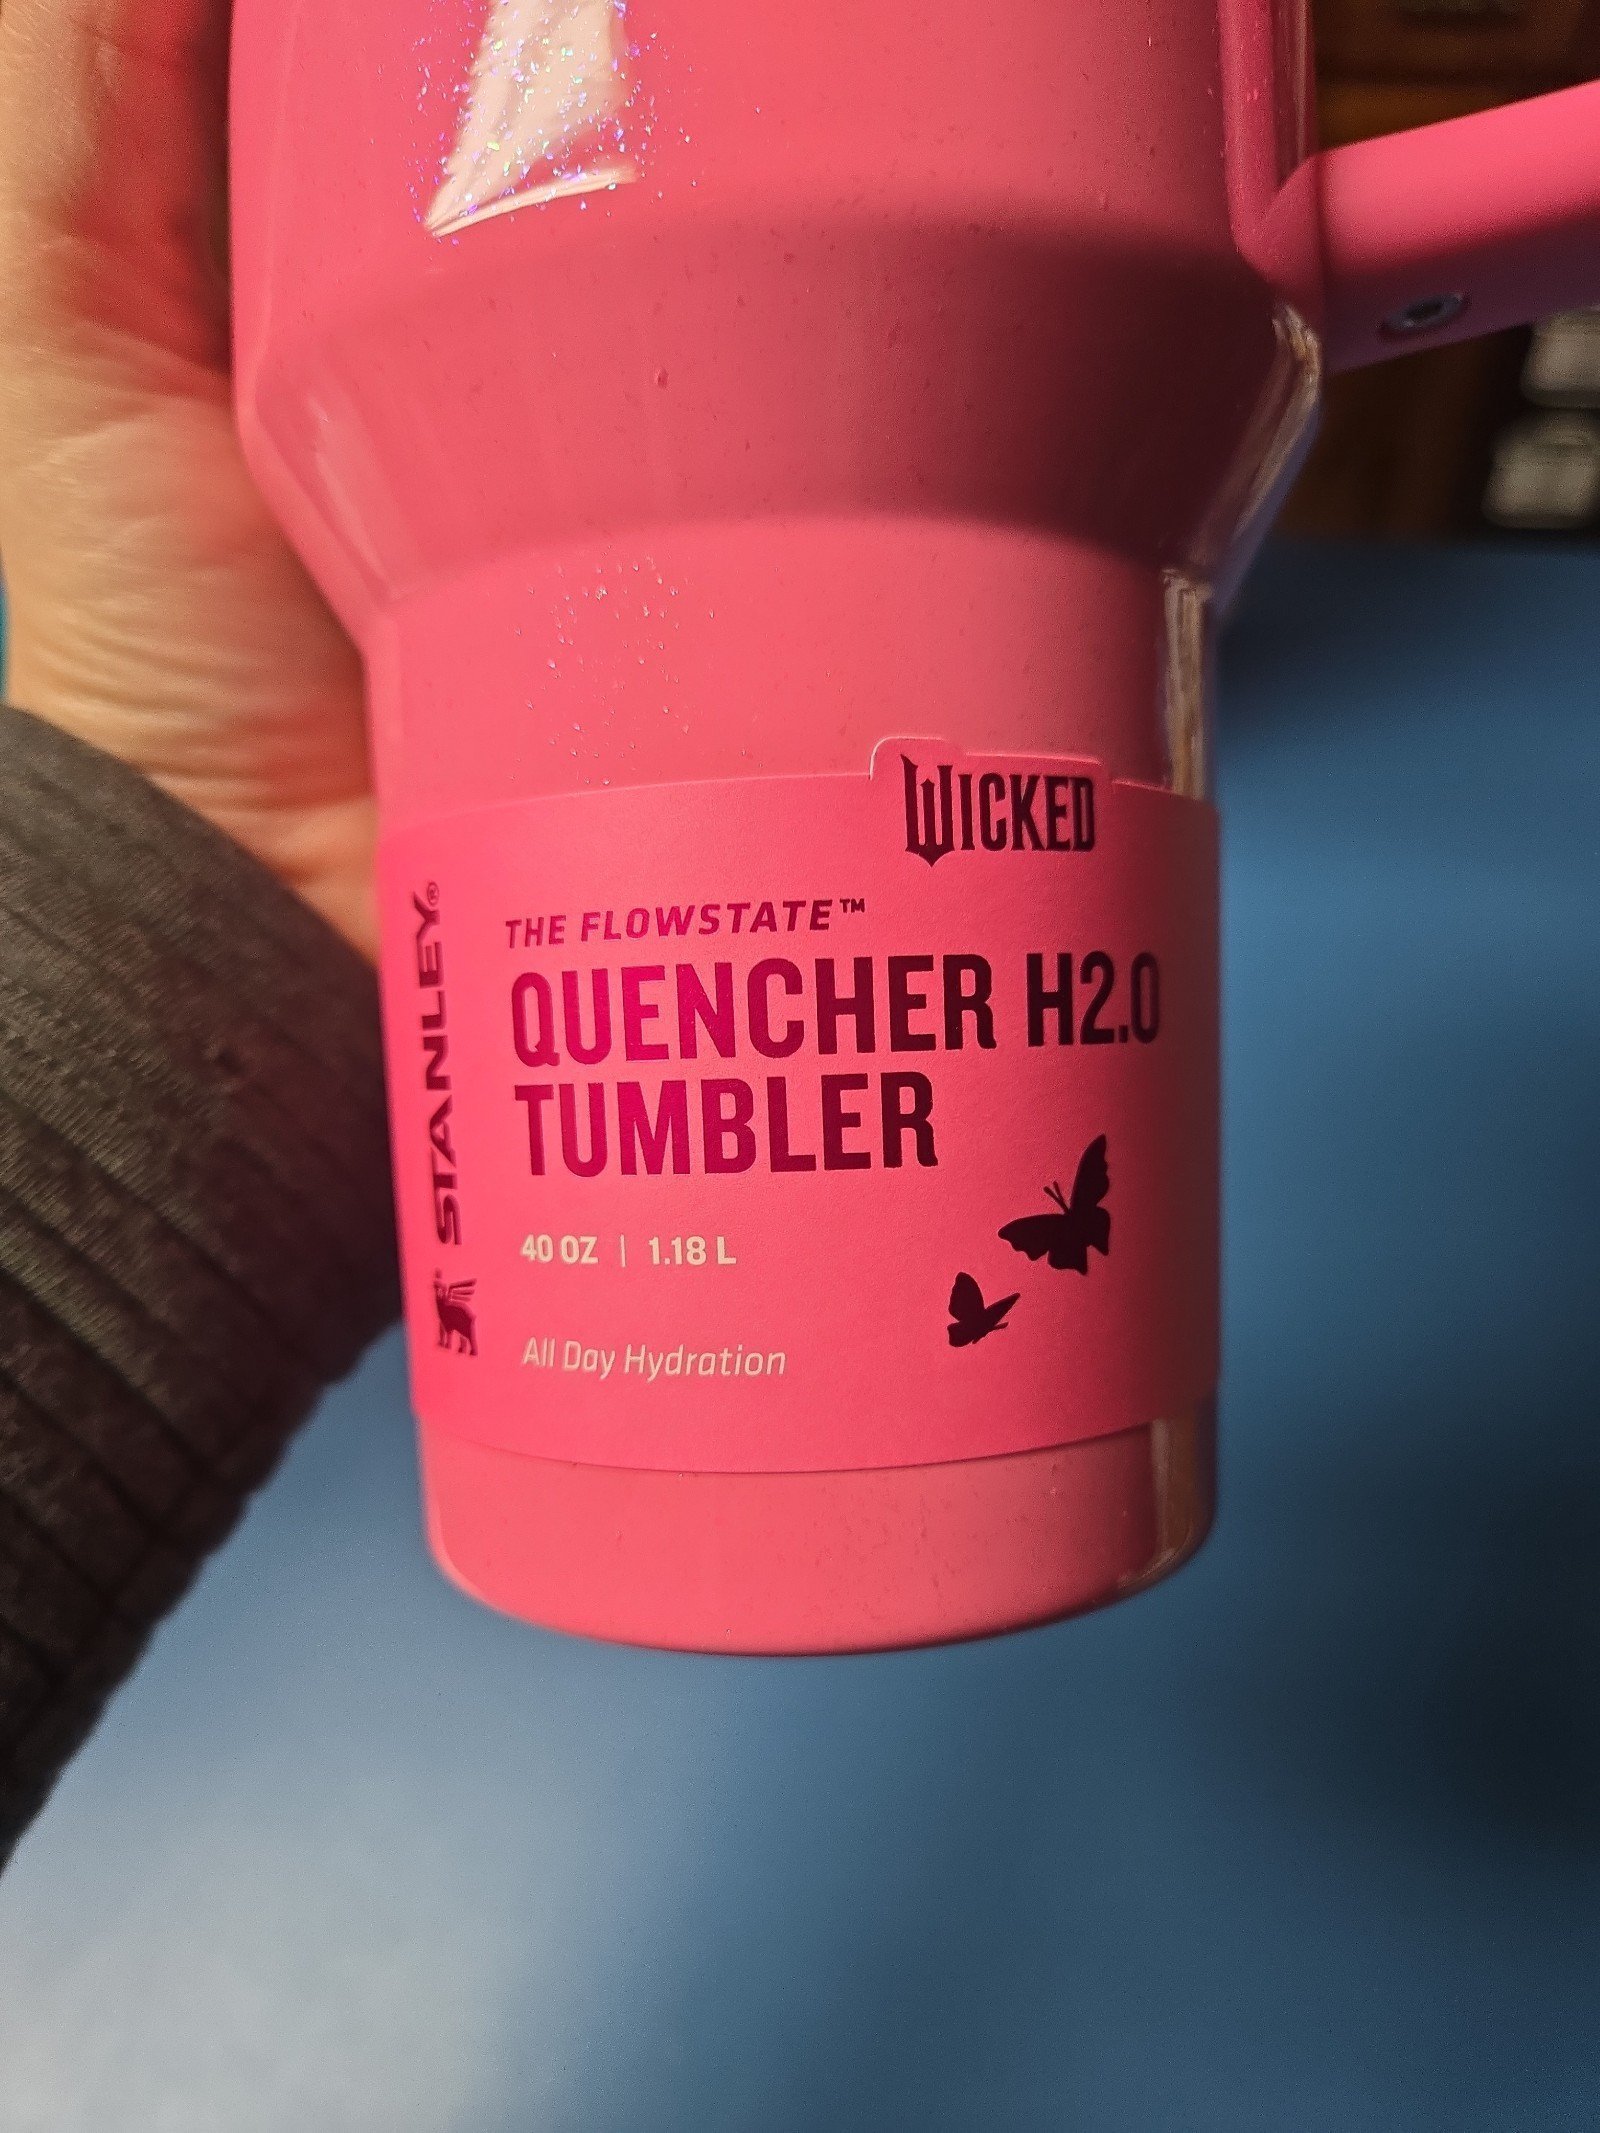 WICKED
STANLEY®
THE FLOWSTATE™
QUENCHER H2.0
TUMBLER
40 OZ | 1.18 L
All Day Hydration